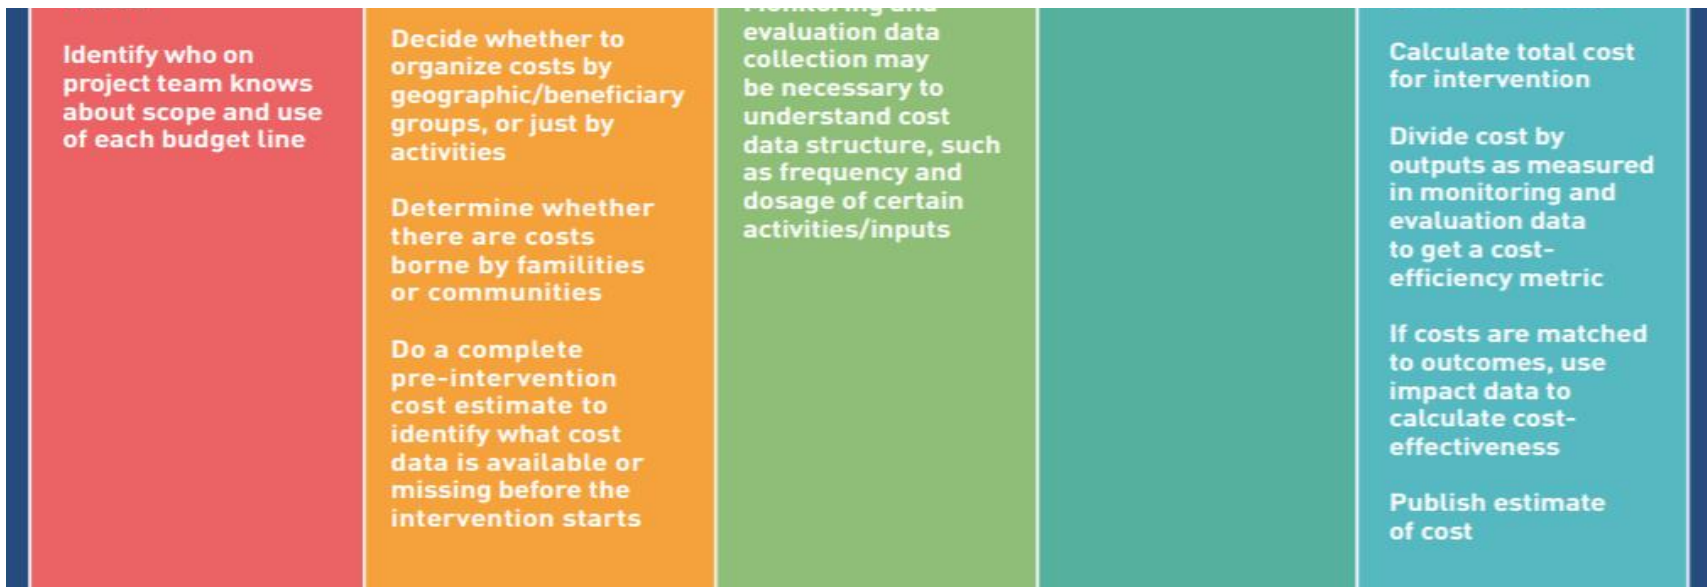 Identify who on
project team knows
about scope and use
of each budget line
Decide whether to
organize costs by
geographic/beneficiary
groups, or just by
activities
Determine whether
there are costs
borne by familities
or communities
Do a complete
pre-intervention
cost estimate to
identify what cost
data is available or
missing before the
intervention starts
Monitoring and
evaluation data
collection may
be necessary to
understand cost
data structure, such
as frequency and
dosage of certain
activities/inputs
Calculate total cost
for intervention
Divide cost by
outputs as measured
in monitoring and
evaluation data
to get a cost-
efficiency metric
If costs are matched
to outcomes, use
impact data to
calculate cost-
effectiveness
Publish estimate
of cost